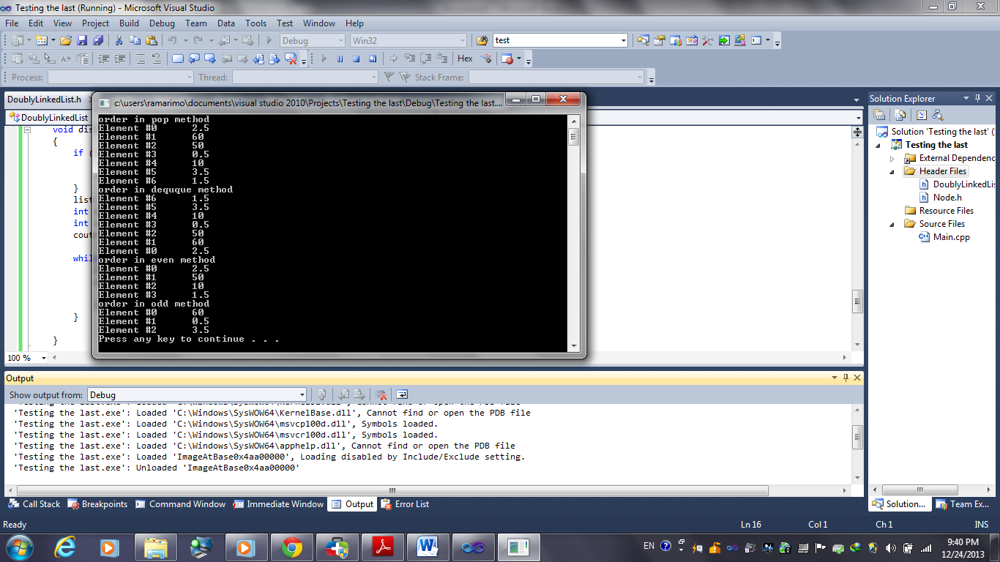 Testing the last (Running) - Microsoft Visual Studio
File Edit View Project Build Debug Team Data Tools Test Window Help
Debug Win32 test
Hex
Process: Thread: Stack Frame:
DoublyLinkedList.h
c:\users\ramarimo\documents\visual studio 2010\Projects\Testing the last\Debug\Testing the last....
DoublyLinkedList
void dis
{
if (
}
list
int
int
cout
whil
}
}
100 %
order in pop method
Element #0 2.5
Element #1 60
Element #2 50
Element #3 0.5
Element #4 10
Element #5 3.5
Element #6 1.5
order in dequque method
Element #6 1.5
Element #5 3.5
Element #4 10
Element #3 0.5
Element #2 50
Element #1 60
Element #0 2.5
order in even method
Element #0 2.5
Element #1 50
Element #2 10
Element #3 1.5
order in odd method
Element #0 60
Element #1 0.5
Element #2 3.5
Press any key to continue . . .
Solution Explorer
Solution 'Testing the last' (
Testing the last
External Dependenc
Header Files
DoublyLinkedLis
Node.h
Resource Files
Source Files
Main.cpp
Output
Show output from: Debug
'Testing the last.exe': Loaded 'C:\Windows\SysWOW64\KernelBase.dll', Cannot find or open the PDB file
'Testing the last.exe': Loaded 'C:\Windows\SysWOW64\msvcp100d.dll', Symbols loaded.
'Testing the last.exe': Loaded 'C:\Windows\SysWOW64\msvcr100d.dll', Symbols loaded.
'Testing the last.exe': Loaded 'C:\Windows\SysWOW64\apphelp.dll', Cannot find or open the PDB file
'Testing the last.exe': Loaded 'ImageAtBase0x4aa00000', Loading disabled by Include/Exclude setting.
'Testing the last.exe': Unloaded 'ImageAtBase0x4aa00000'
Call Stack Breakpoints Command Window Immediate Window Output Error List
Solution... Team Ex...
Ready Ln 16 Col 1 Ch 1 INS
EN
9:40 PM
12/24/2013